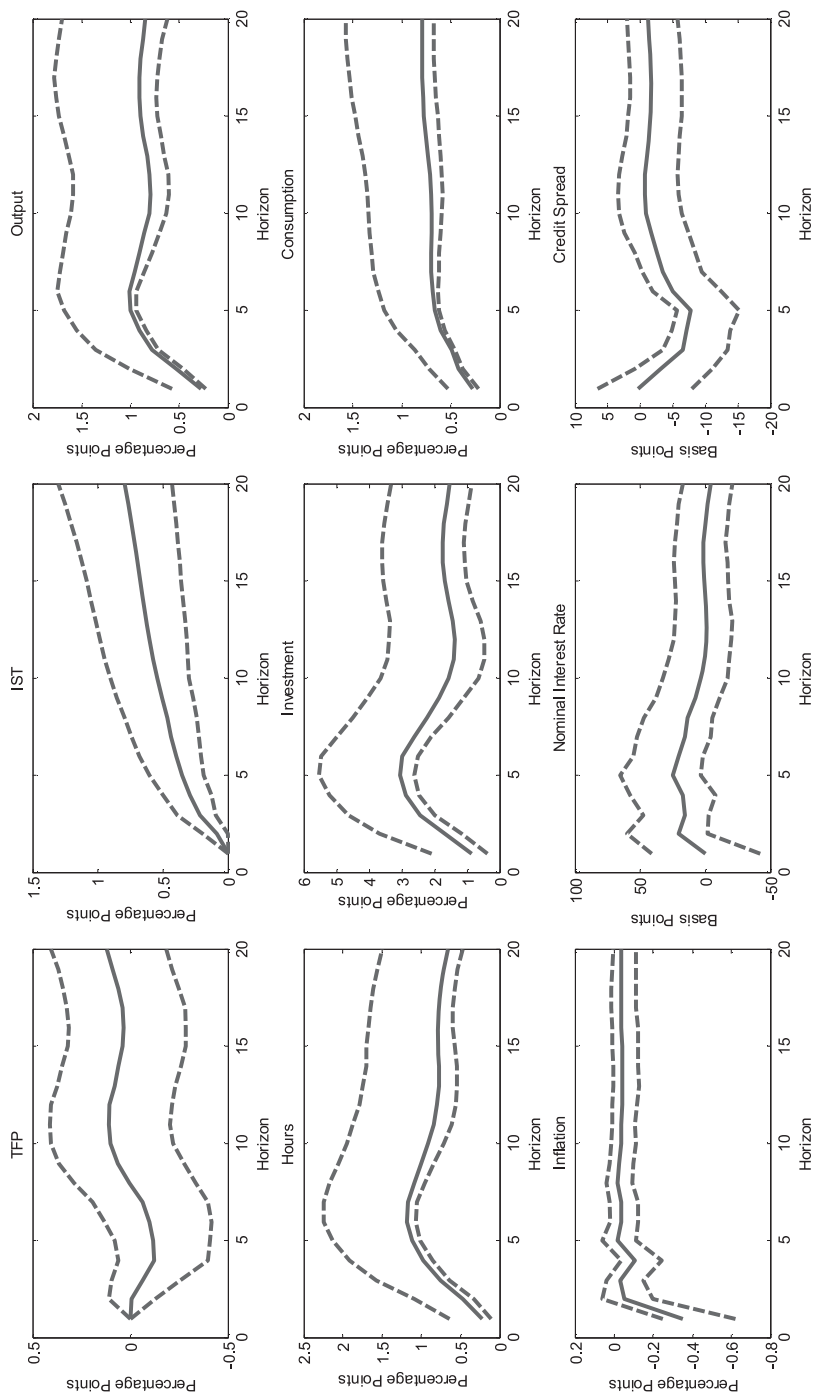 TFP
Percentage Points
0.5
0
-0.5
0 5 10 15 20
Horizon
IST
Percentage Points
1.5
1
0.5
0
0 5 10 15 20
Horizon
Output
Percentage Points
2
1.5
1
0.5
0
0 5 10 15 20
Horizon
Hours
Percentage Points
2.5
2
1.5
1
0.5
0
0 5 10 15 20
Horizon
Investment
Percentage Points
6
5
4
3
2
1
0
0 5 10 15 20
Horizon
Consumption
Percentage Points
2
1.5
1
0.5
0
0 5 10 15 20
Horizon
Inflation
Percentage Points
0.2
0
-0.2
-0.4
-0.6
-0.8
0 5 10 15 20
Horizon
Nominal Interest Rate
Basis Points
100
50
0
-50
0 5 10 15 20
Horizon
Credit Spread
Basis Points
10
5
0
-5
-10
-15
-20
0 5 10 15 20
Horizon